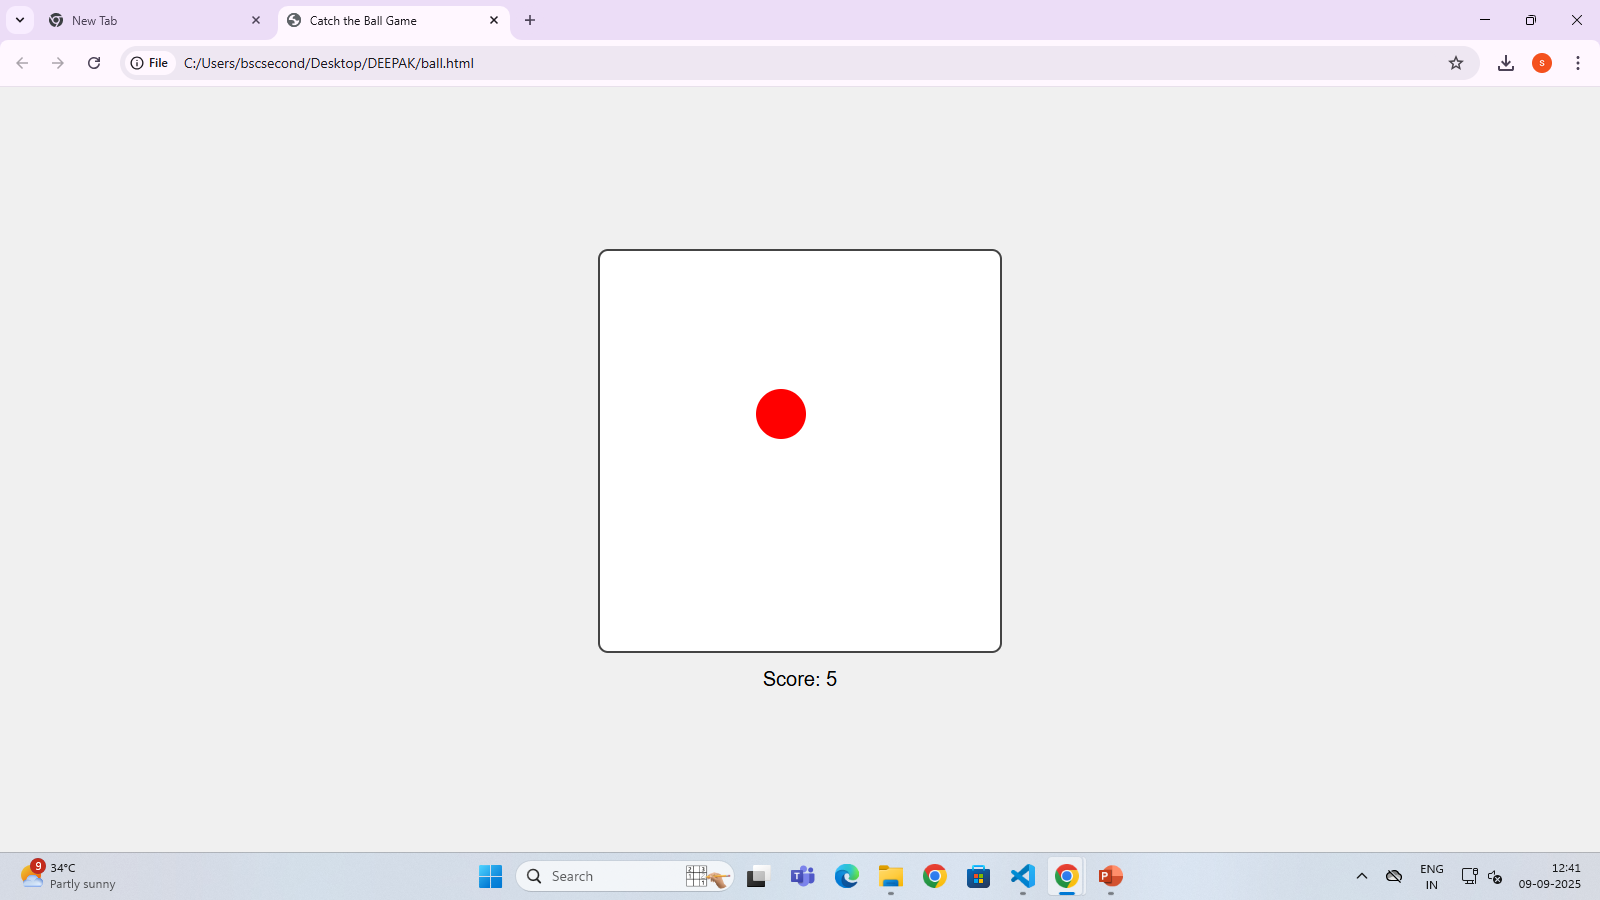 New Tab
Catch the Ball Game
File
C:/Users/bscsecond/Desktop/DEEPAK/ball.html
S
Score: 5
9
34°C
Partly sunny
Search
ENG
IN
12:41
09-09-2025